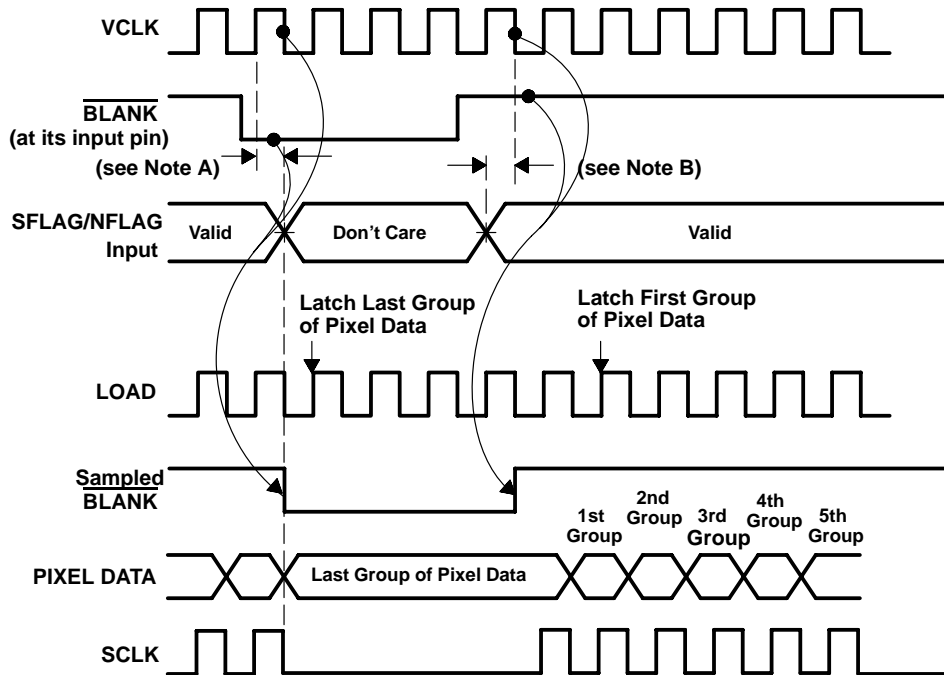 VCLK
BLANK
(at its input pin)
(see Note A)
(see Note B)
SFLAG/NFLAG
Input
Valid
Don't Care
Valid
Latch Last Group
of Pixel Data
Latch First Group
of Pixel Data
LOAD
Sampled
BLANK
1st
Group
2nd
Group
3rd
Group
4th
Group
5th
Group
PIXEL DATA
Last Group of Pixel Data
SCLK